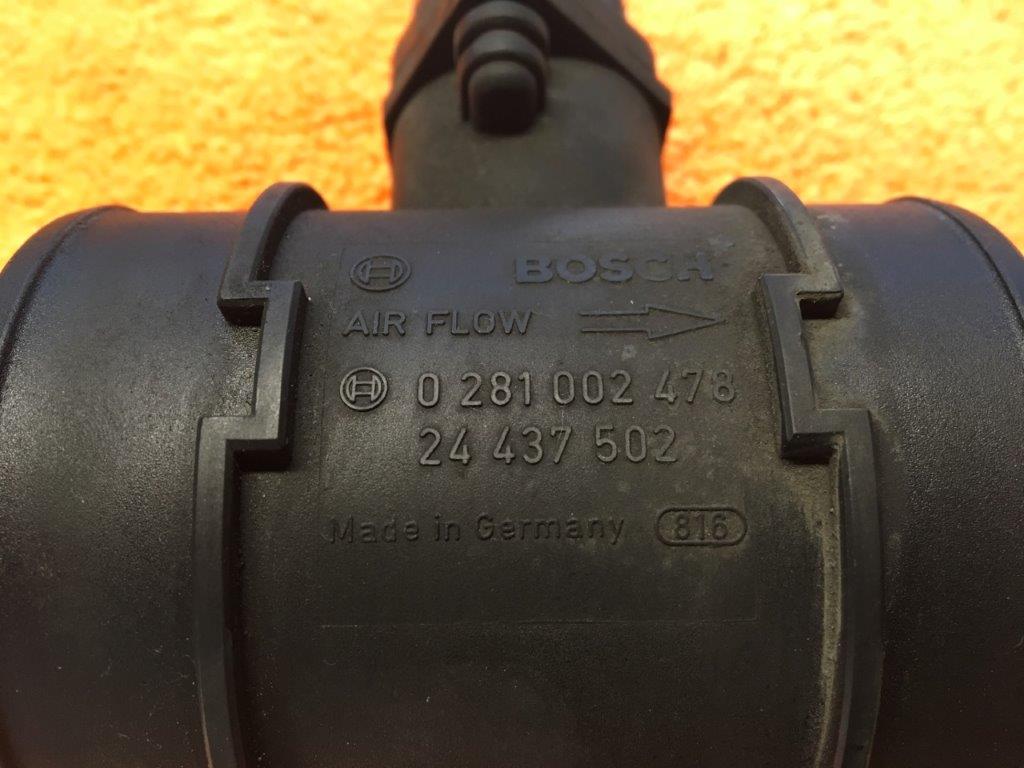 BOSCH
AIR FLOW
0 281 002 478
24 437 502
Made in Germany 816